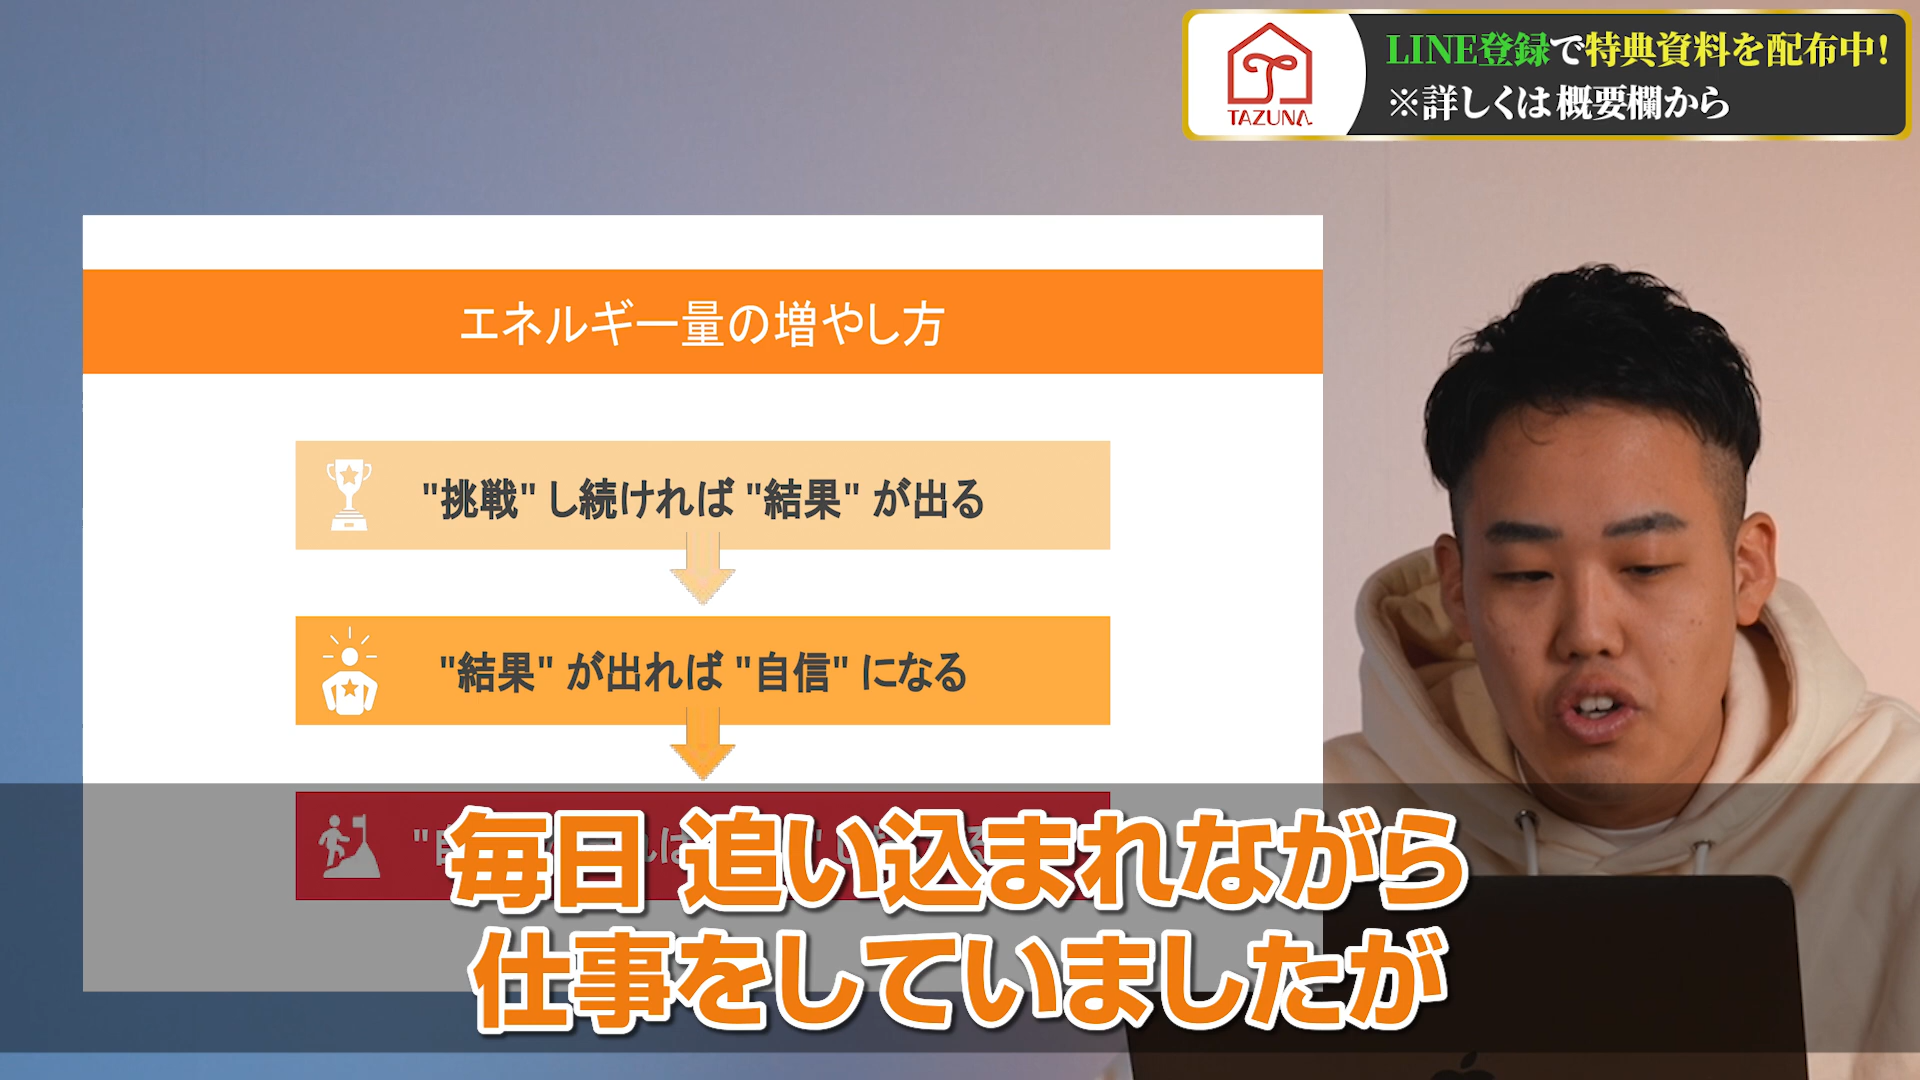 LINE登録で特典資料を配布中!
※詳しくは概要欄から
TAZUNA
エネルギー量の増やし方
"挑戦" し続ければ "結果" が出る
"結果" が出れば "自信" になる
毎日 追い込まれながら
仕事をしていましたが